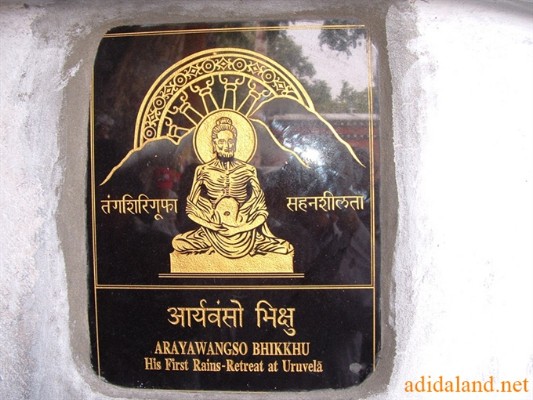 तंगशिरिगूफा
सहनशीलता
आर्यवंसो भिक्षु
ARAYAWANGSO BHIKKHU
His First Rains-Retreat at Uruvelā
adidaland.net